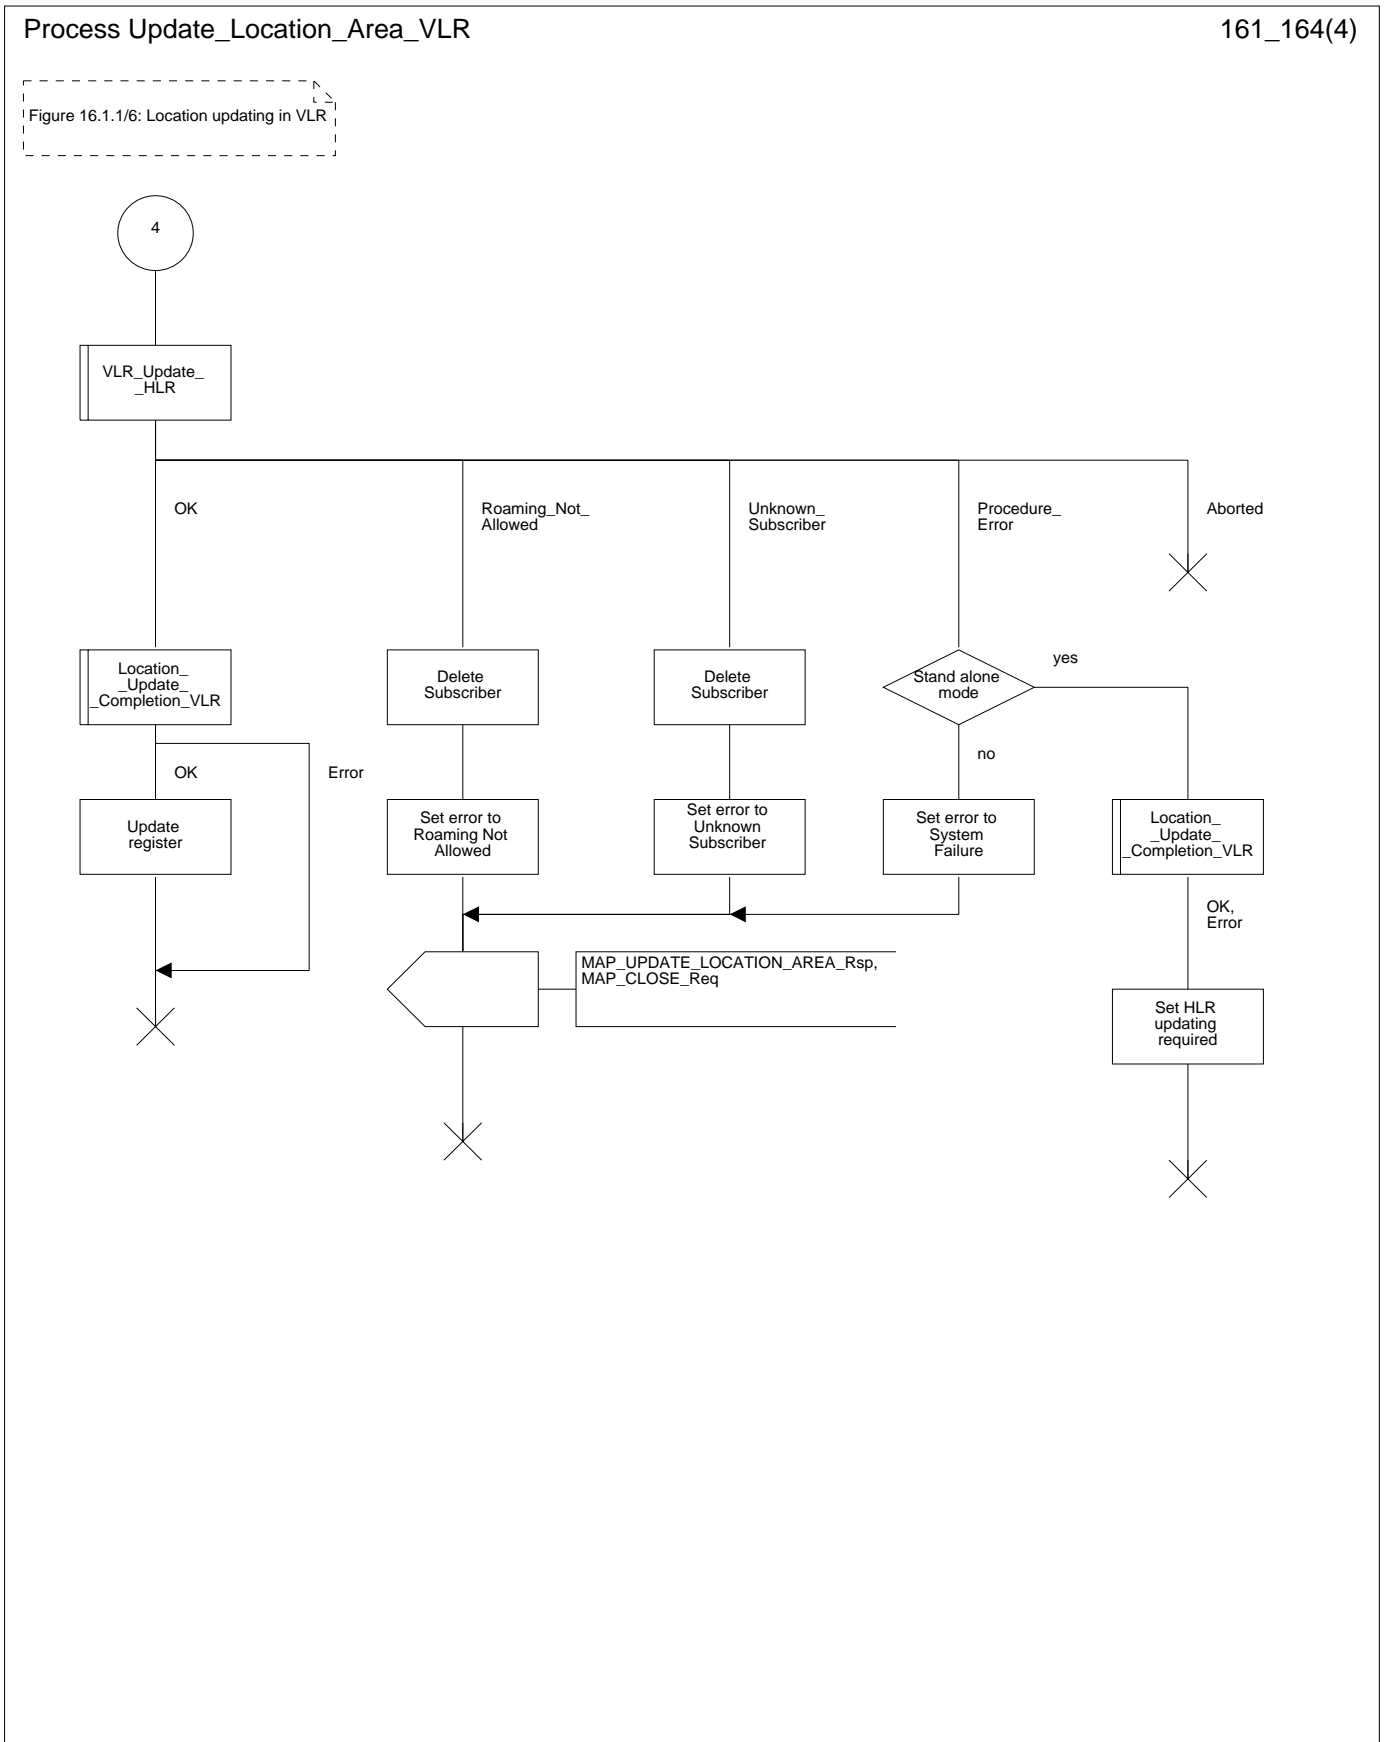 Process Update_Location_Area_VLR
161_164(4)
Figure 16.1.1/6: Location updating in VLR
4
VLR_Update_
_HLR
OK
Roaming_Not_
Allowed
Unknown_
Subscriber
Procedure_
Error
Aborted
Location_
_Update_
_Completion_VLR
Delete
Subscriber
Delete
Subscriber
Stand alone
mode
yes
no
OK
Error
Update
register
Set error to
Roaming Not
Allowed
Set error to
Unknown
Subscriber
Set error to
System
Failure
Location_
_Update_
_Completion_VLR
OK,
Error
MAP_UPDATE_LOCATION_AREA_Rsp,
MAP_CLOSE_Req
Set HLR
updating
required